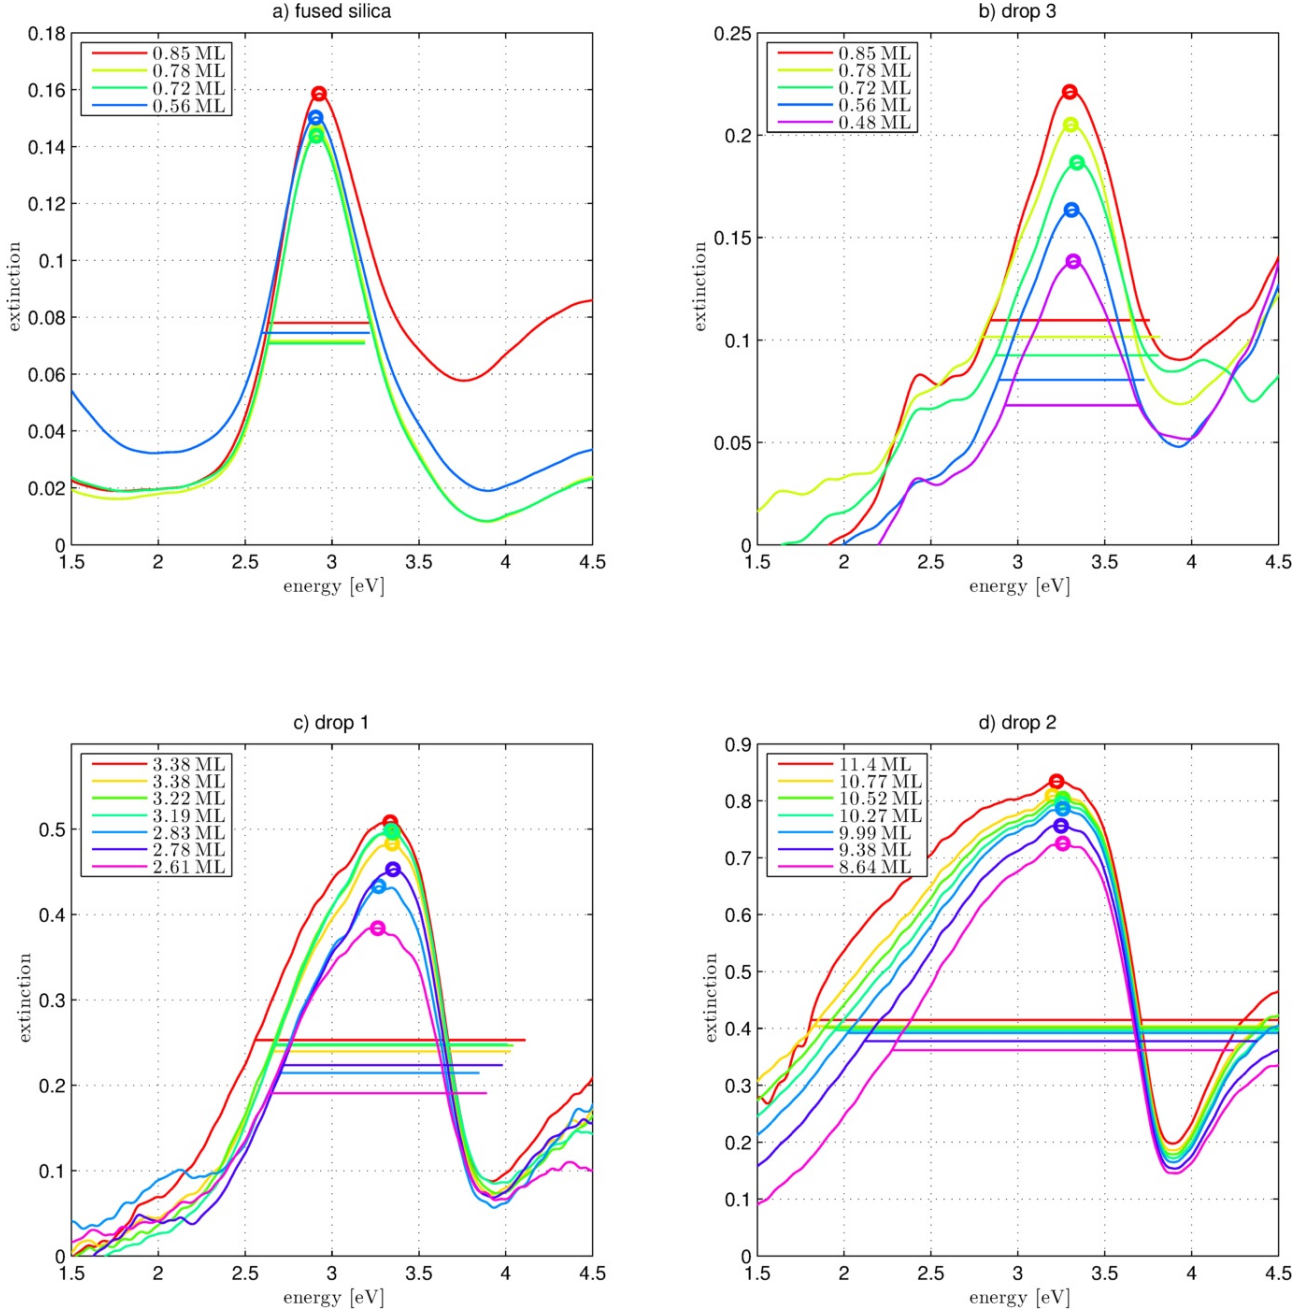 a) fused silica
0.85 ML
0.78 ML
0.72 ML
0.56 ML
0.18
0.16
0.14
0.12
0.1
0.08
0.06
0.04
0.02
0
extinction
1.5 2 2.5 3 3.5 4 4.5
energy [eV]
b) drop 3
0.85 ML
0.78 ML
0.72 ML
0.56 ML
0.48 ML
0.25
0.2
0.15
0.1
0.05
0
extinction
1.5 2 2.5 3 3.5 4 4.5
energy [eV]
c) drop 1
3.38 ML
3.38 ML
3.22 ML
3.19 ML
2.83 ML
2.78 ML
2.61 ML
0.5
0.4
0.3
0.2
0.1
0
extinction
1.5 2 2.5 3 3.5 4 4.5
energy [eV]
d) drop 2
11.4 ML
10.77 ML
10.52 ML
10.27 ML
9.99 ML
9.38 ML
8.64 ML
0.9
0.8
0.7
0.6
0.5
0.4
0.3
0.2
0.1
0
extinction
1.5 2 2.5 3 3.5 4 4.5
energy [eV]